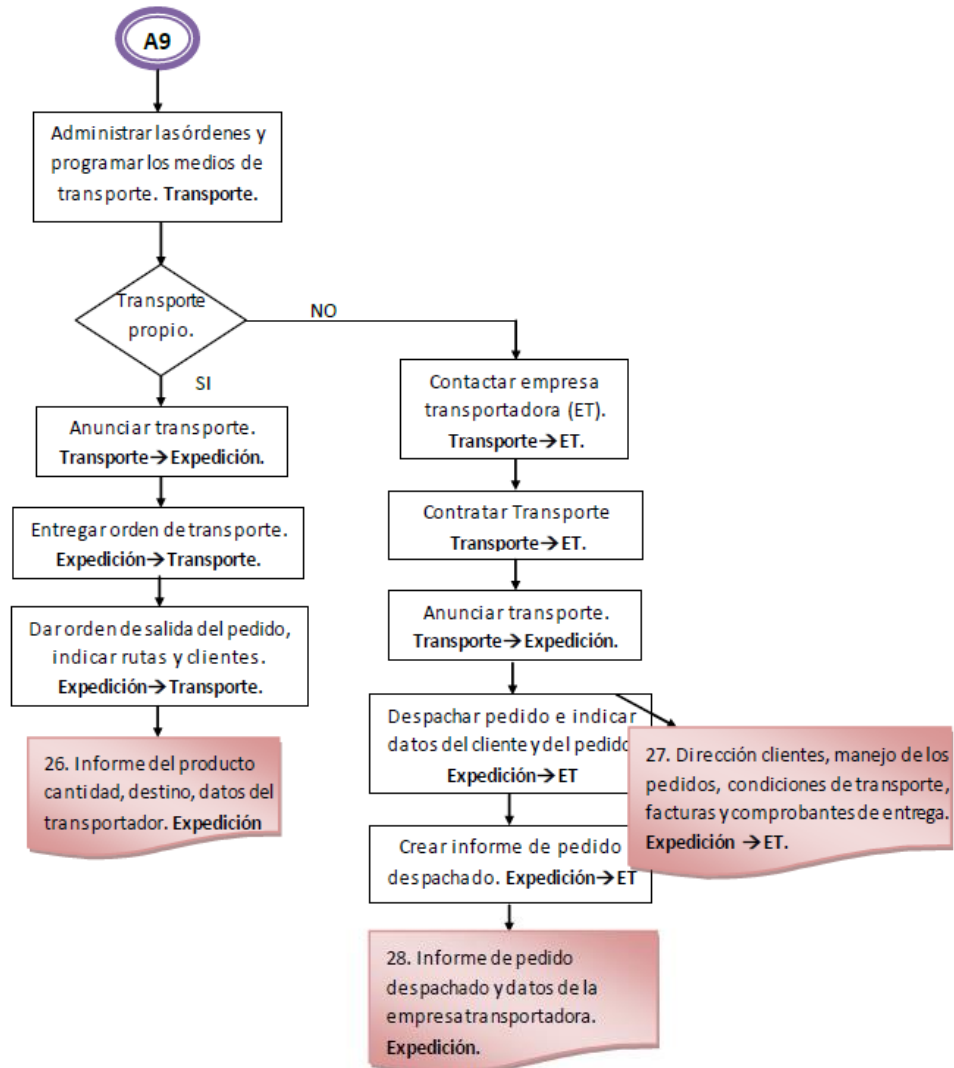 A9
Administrar las órdenes y
programar los medios de
transporte. Transporte.
Transporte
propio.
NO
SI
Anunciar transporte.
Transporte→Expedición.
Entregar orden de transporte.
Expedición→Transporte.
Dar orden de salida del pedido,
indicar rutas y clientes.
Expedición→Transporte.
26. Informe del producto
cantidad, destino, datos del
transportador. Expedición
Contactar empresa
transportadora (ET).
Transporte→ET.
Contratar Transporte
Transporte→ET.
Anunciar transporte.
Transporte→Expedición.
Despachar pedido e indicar
datos del cliente y del pedido
Expedición→ET
27. Dirección clientes, manejo de los
pedidos, condiciones de transporte,
facturas y comprobantes de entrega.
Expedición →ET.
Crear informe de pedido
despachado. Expedición→ET
28. Informe de pedido
despachado y datos de la
empresa transportadora.
Expedición.